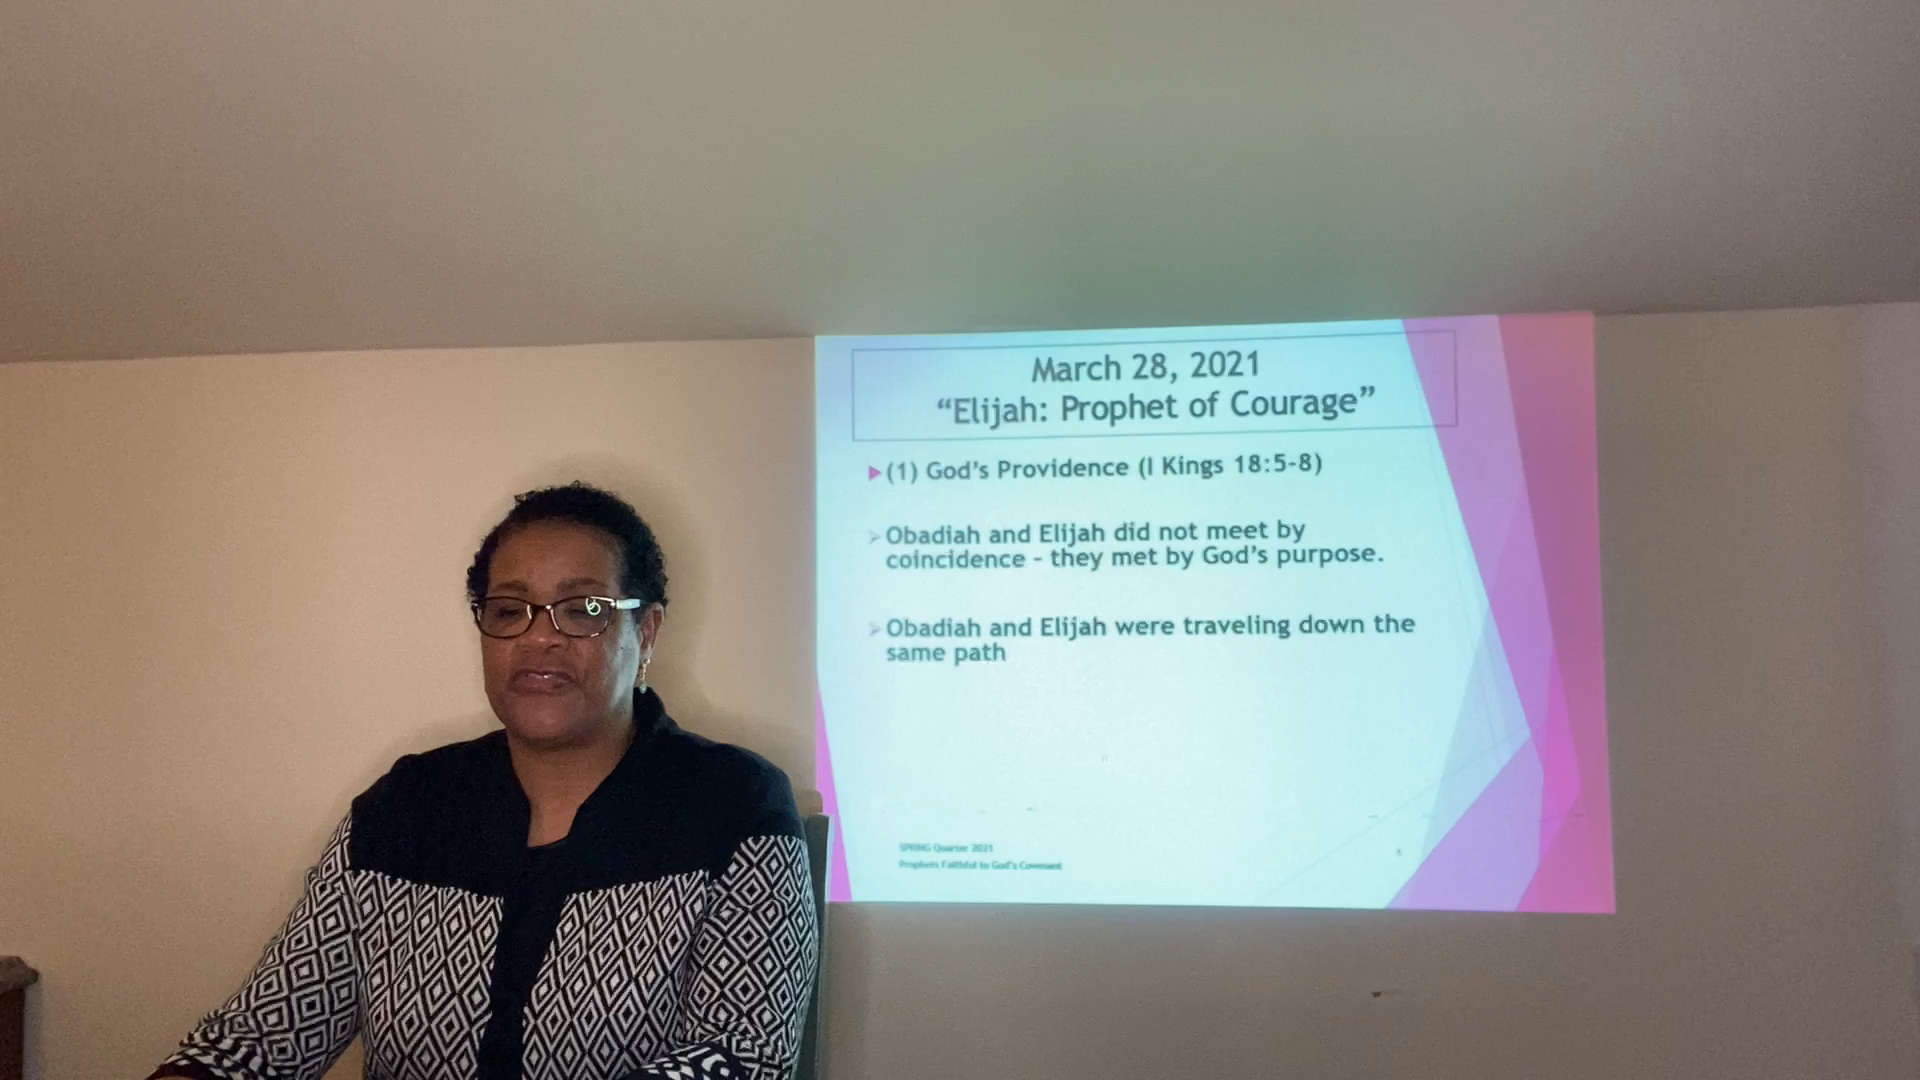 March 28, 2021
“Elijah: Prophet of Courage”
(1) God’s Providence (I Kings 18:5-8)
Obadiah and Elijah did not meet by
coincidence - they met by God’s purpose.
Obadiah and Elijah were traveling down the
same path
SPRING Quarter 2021
Prophets Faithful to God’s Covenant